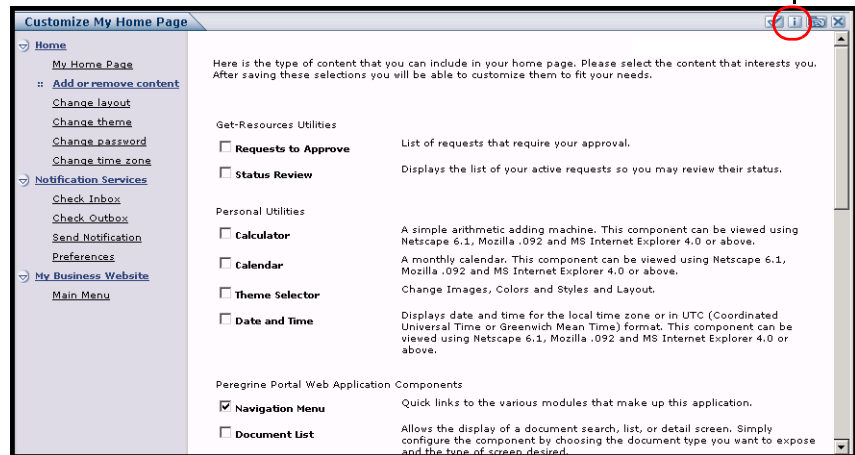 Customize My Home Page
Home
My Home Page
:: Add or remove content
Change layout
Change theme
Change password
Change time zone
Notification Services
Check Inbox
Check Outbox
Send Notification
Preferences
My Business Website
Main Menu
Here is the type of content that you can include in your home page. Please select the content that interests you.
After saving these selections you will be able to customize them to fit your needs.
Get-Resources Utilities
Requests to Approve List of requests that require your approval.
Status Review Displays the list of your active requests so you may review their status.
Personal Utilities
Calculator A simple arithmetic adding machine. This component can be viewed using
Netscape 6.1, Mozilla .092 and MS Internet Explorer 4.0 or above.
Calendar A monthly calendar. This component can be viewed using Netscape 6.1,
Mozilla .092 and MS Internet Explorer 4.0 or above.
Theme Selector Change Images, Colors and Styles and Layout.
Date and Time Displays date and time for the local time zone or in UTC (Coordinated
Universal Time or Greenwich Mean Time) format. This component can be
viewed using Netscape 6.1, Mozilla .092 and MS Internet Explorer 4.0 or
above.
Peregrine Portal Web Application Components
Navigation Menu Quick links to the various modules that make up this application.
Document List Allows the display of a document search, list, or detail screen. Simply
configure the component by choosing the document type you want to expose
and the type of screen desired.